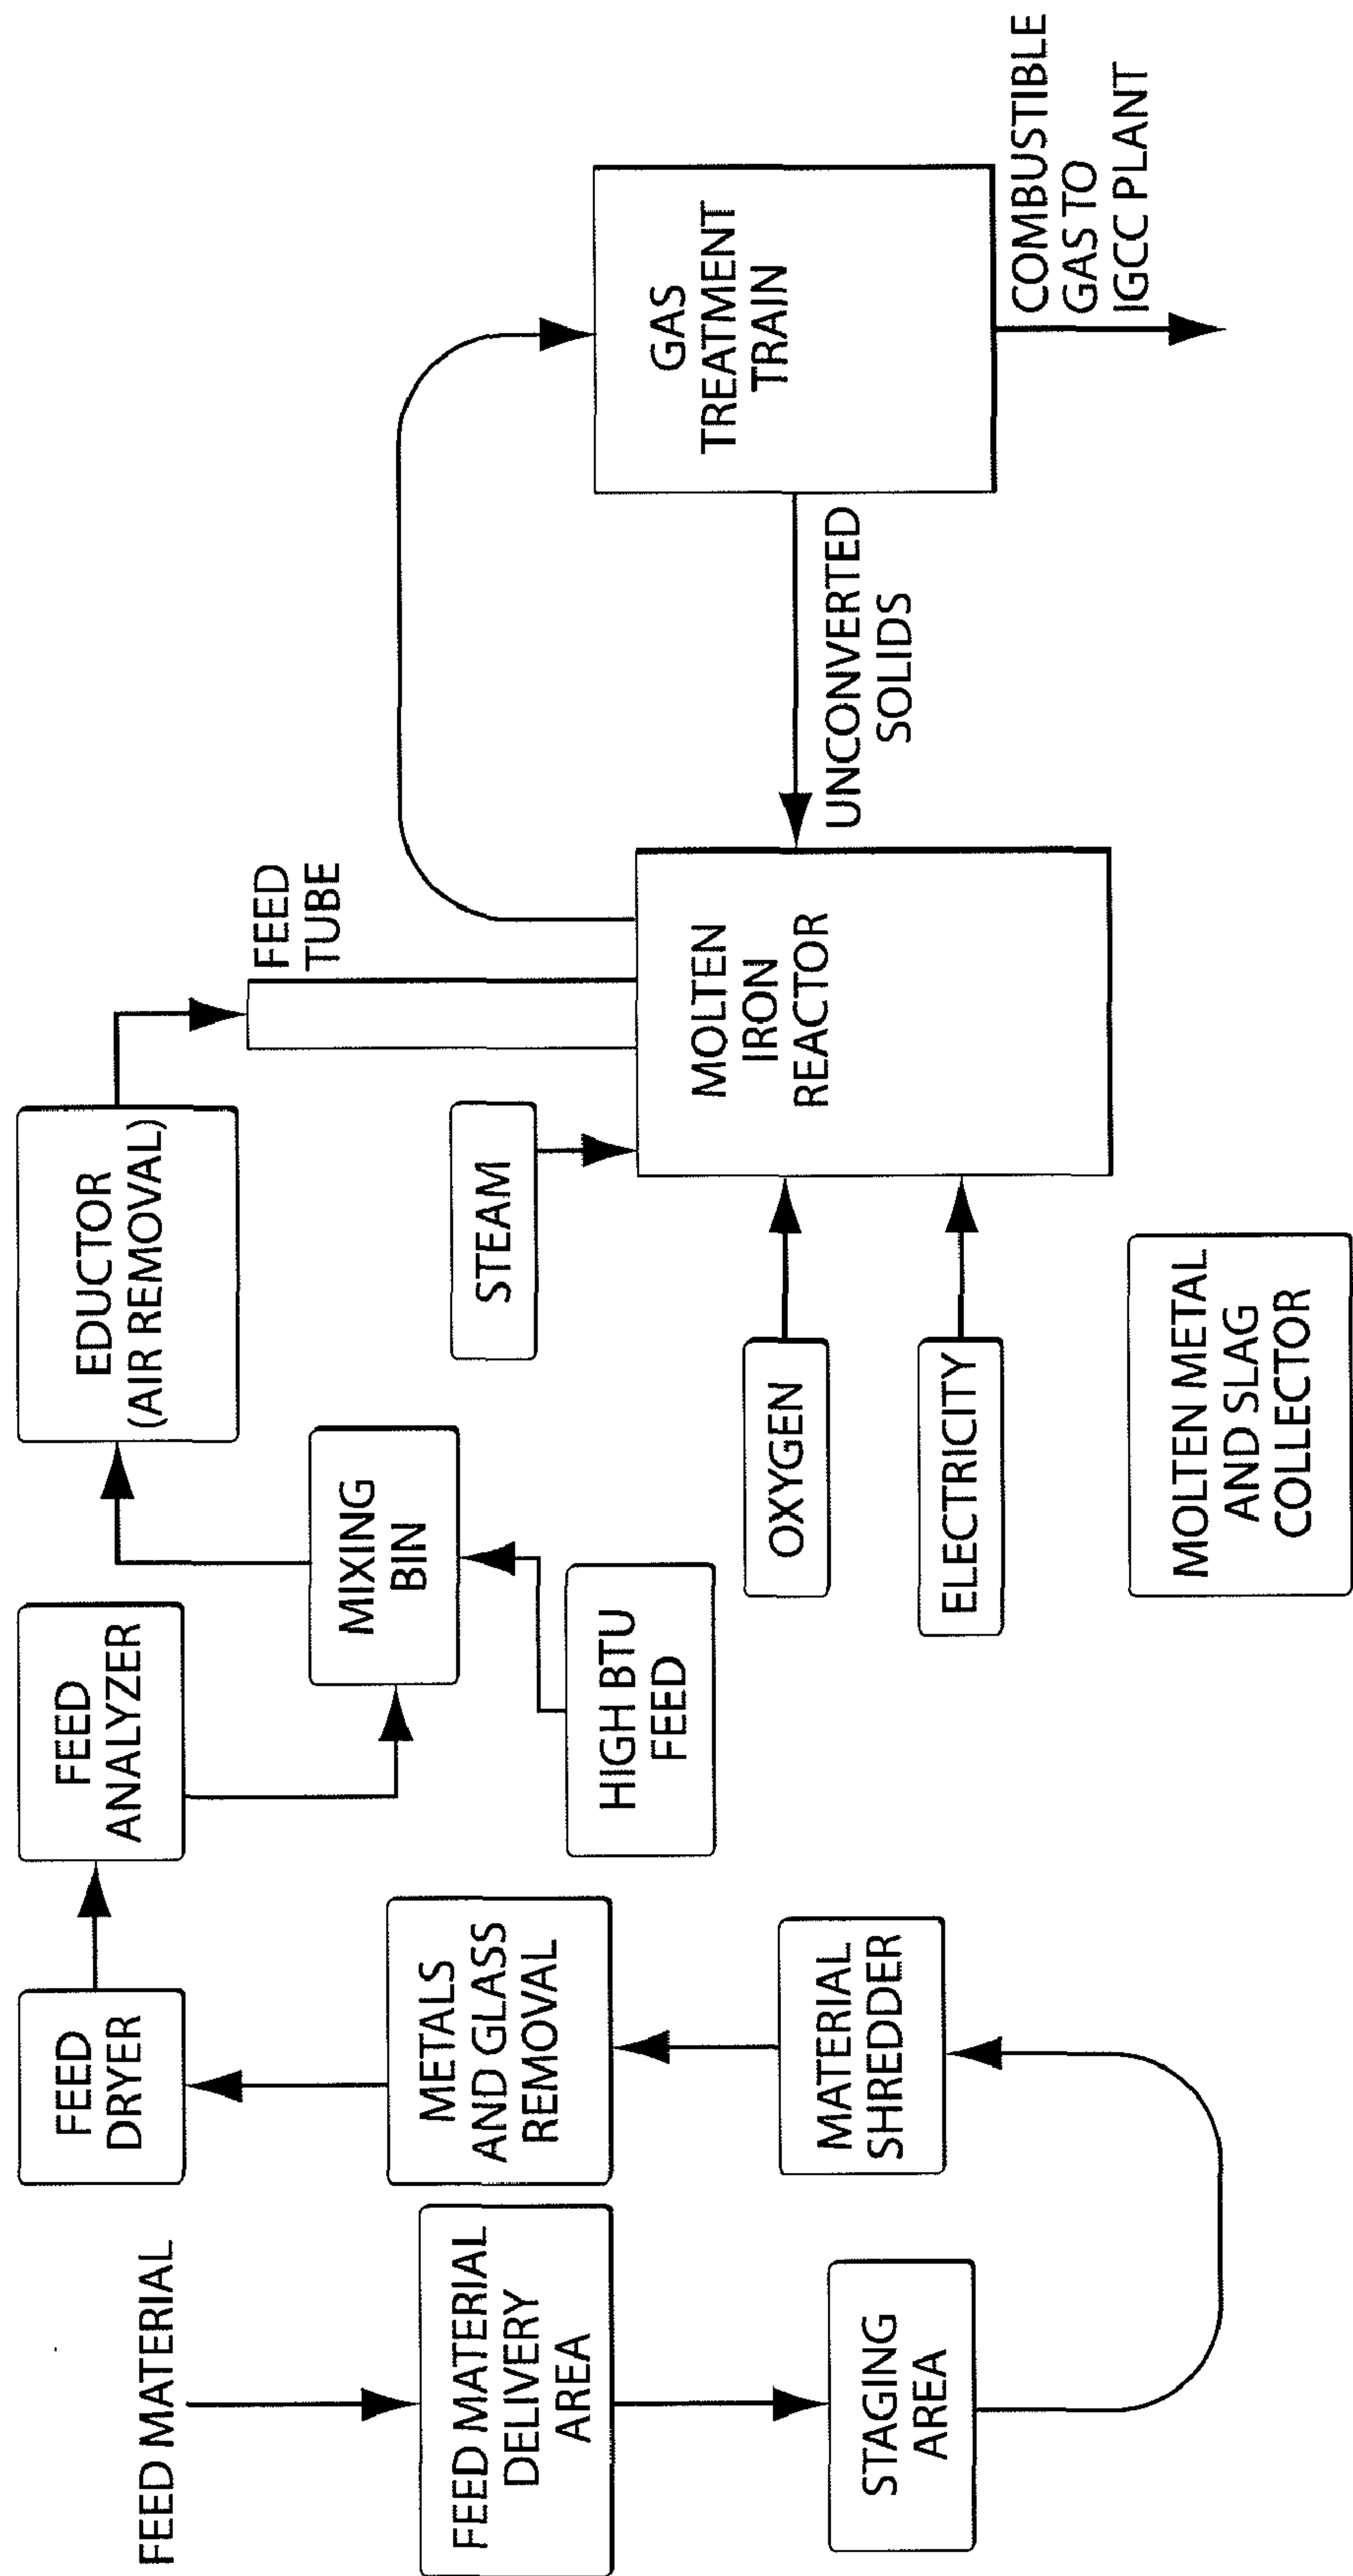 FEED MATERIAL
FEED MATERIAL
DELIVERY
AREA
STAGING
AREA
MATERIAL
SHREDDER
METALS
AND GLASS
REMOVAL
FEED
DRYER
FEED
ANALYZER
MIXING
BIN
HIGH BTU
FEED
EDUCTOR
(AIR REMOVAL)
FEED
TUBE
STEAM
OXYGEN
ELECTRICITY
MOLTEN
IRON
REACTOR
MOLTEN METAL
AND SLAG
COLLECTOR
UNCONVERTED
SOLIDS
GAS
TREATMENT
TRAIN
COMBUSTIBLE
GAS TO
IGCC PLANT